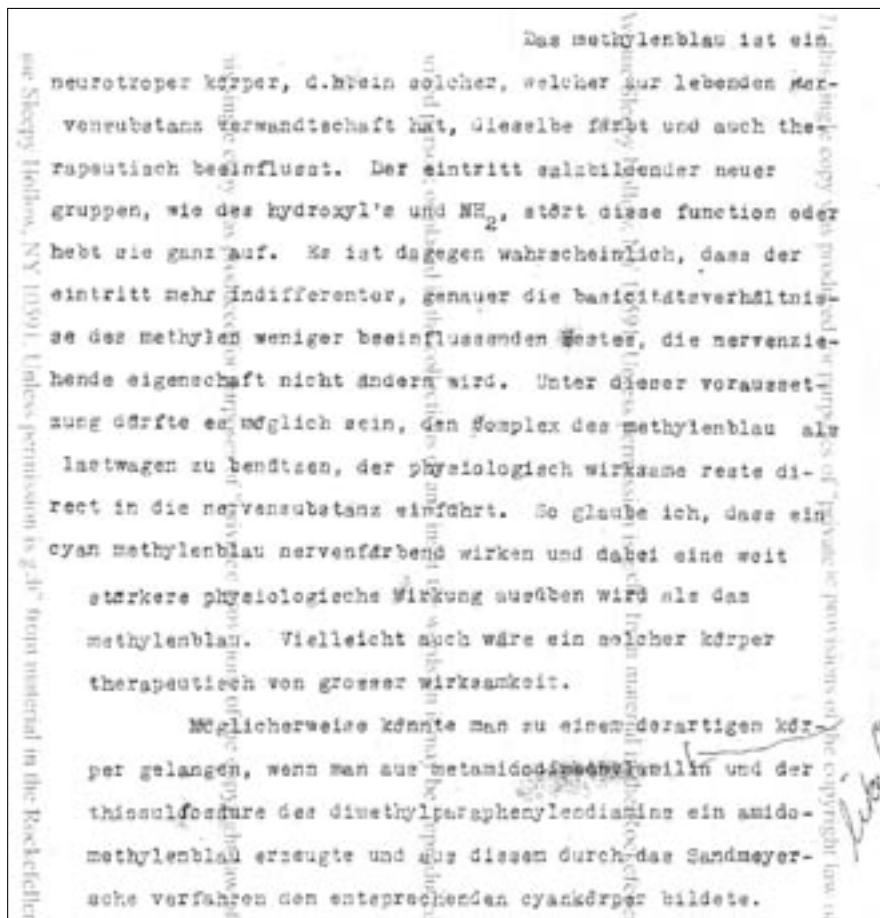 Das methylenblau ist ein
neurotroper körper, d.h. ein solcher, welcher zur lebenden ner-
vensubstanz verwandtschaft hat, dieselbe färbt und auch the-
rapeutisch beeinflusst. Der eintritt salzbildender neuer
gruppen, wie des hydroxyl's und NH2, stört diese function oder
hebt sie ganz auf. Es ist dagegen wahrscheinlich, dass der
eintritt mehr indifferenter, genauer die basicitätsverhältnis-
se des methylen weniger beeinflussenden Restes, die nervenzie-
hende eigenschaft nicht ändern wird. Unter dieser vorausset-
zung dürfte es möglich sein, den Komplex des methylenblau als
lastwagen zu benützen, der physiologisch wirksame reste di-
rect in die nervensubstanz einführt. So glaube ich, dass ein
cyan methylenblau nervenfärbend wirken und dabei eine weit
stärkere physiologische Wirkung ausüben wird als das
methylenblau. Vielleicht auch wäre ein solcher körper
therapeutisch von grosser wirksamkeit.
Möglicherweise könnte man zu einem derartigen kör-
per gelangen, wenn man aus metamidodimethylanilin und der
thiosulfosäure des dimethylparaphenylendiamins ein amido-
methylenblau erzeugte und aus diesem durch das Sandmeyer-
sche verfahren den entsprechenden cyankörper bildete.